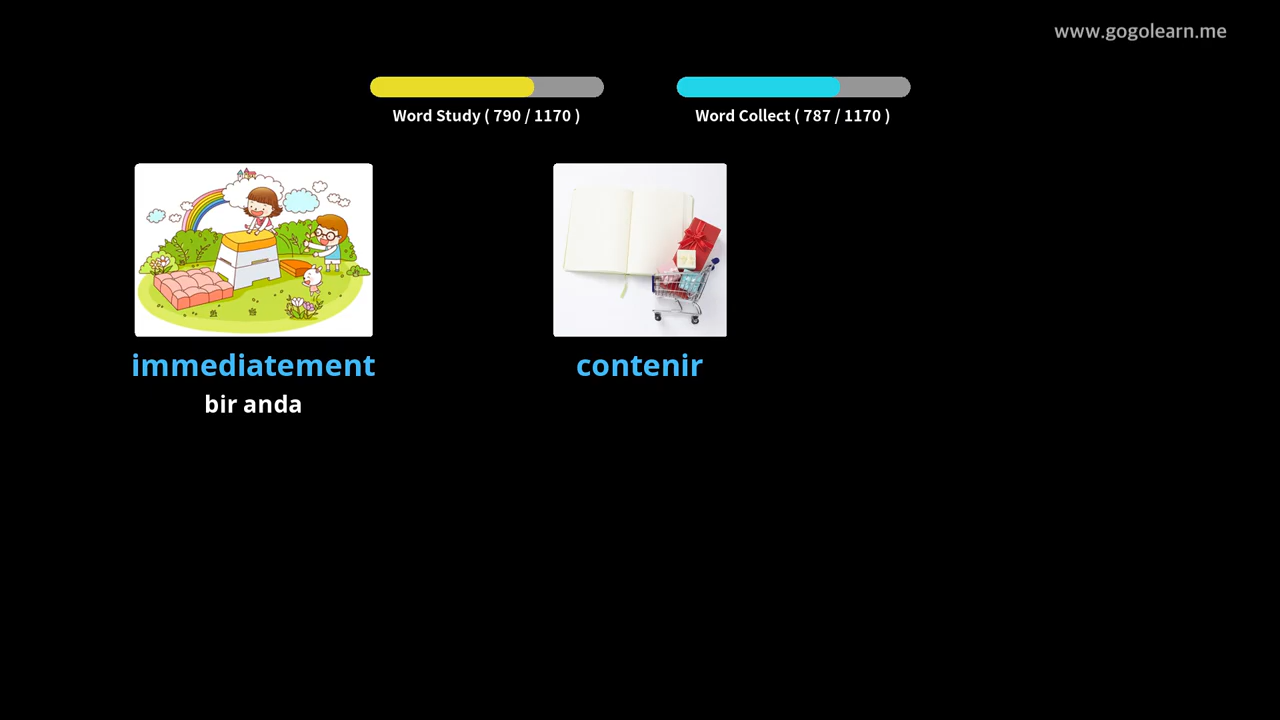 www.gogolearn.me
Word Study ( 790 / 1170 )
Word Collect ( 787 / 1170 )
immediatement
bir anda
contenir